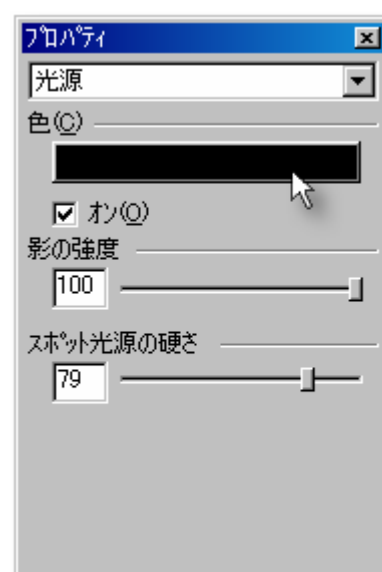 プロパティ
光源
色(C)
オン(O)
影の強度
100
スポット光源の硬さ
79